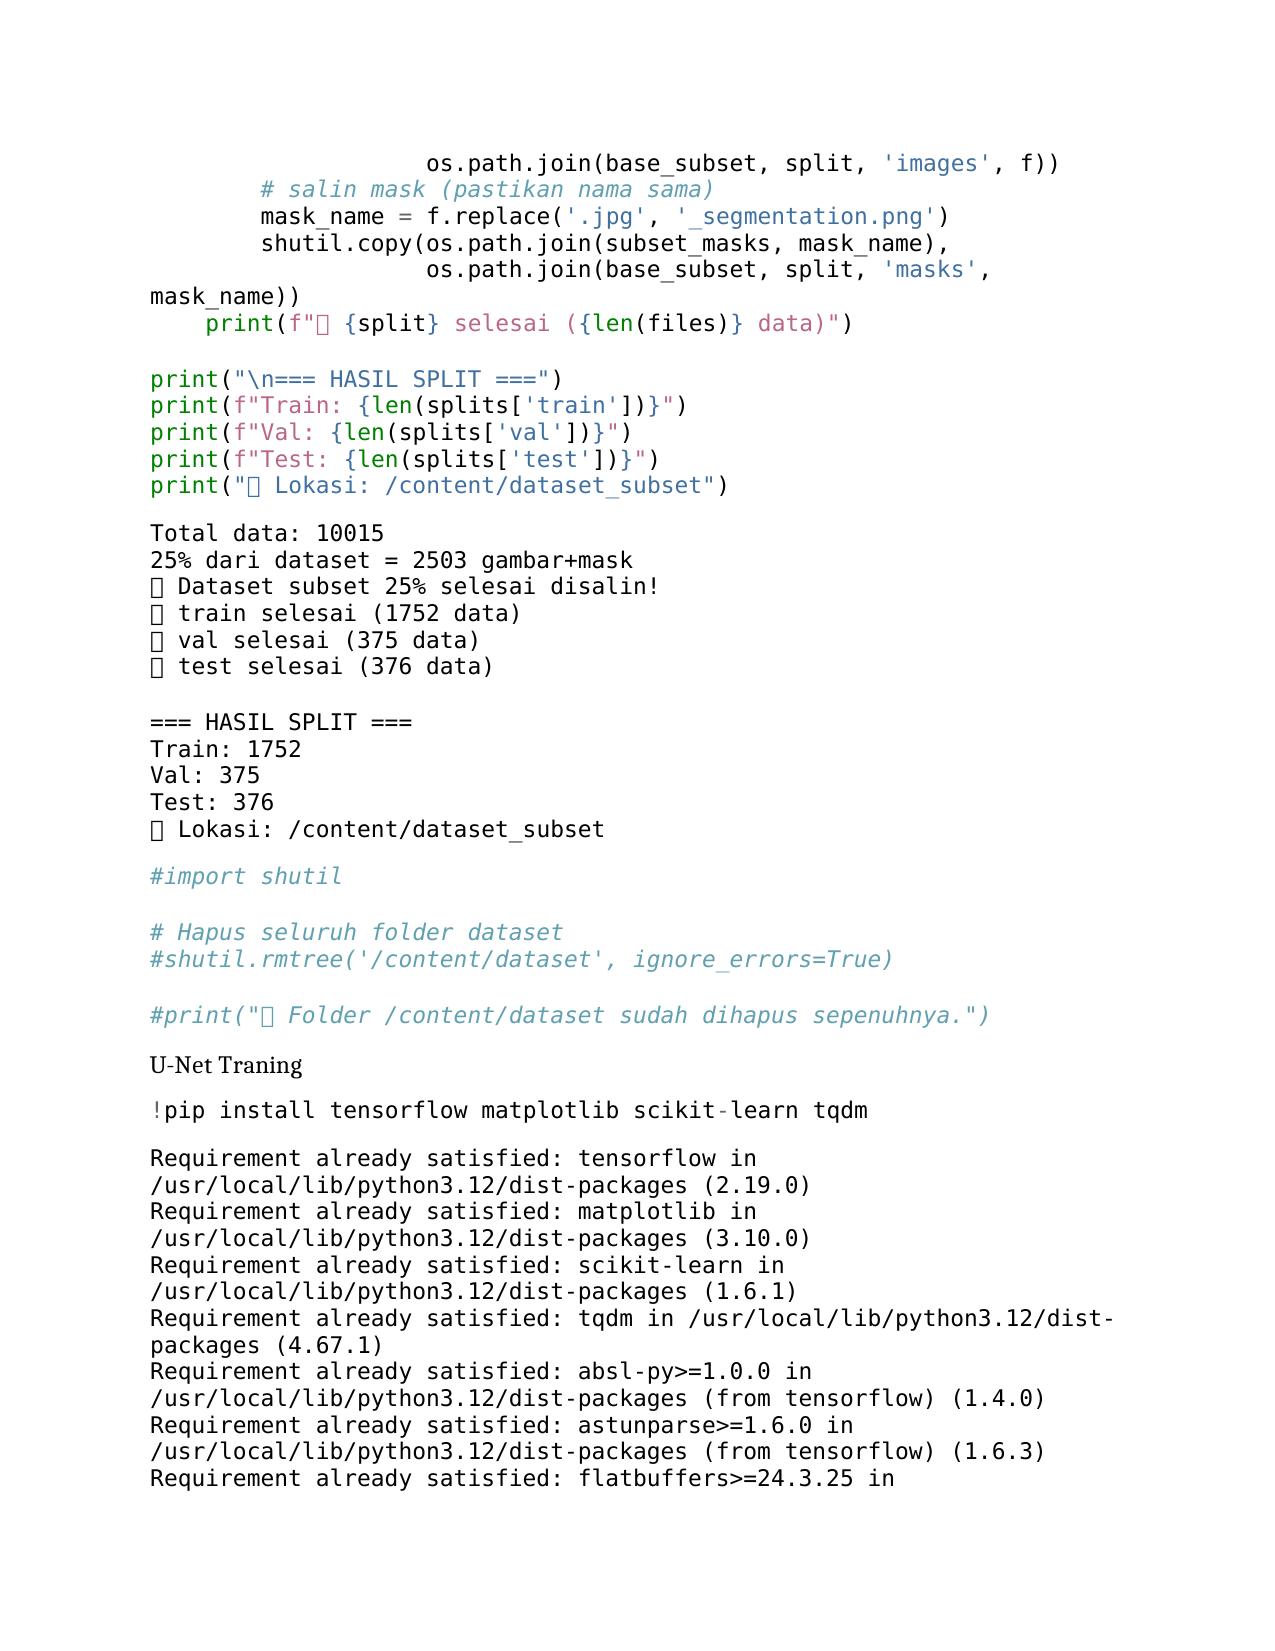 os.path.join(base_subset, split, 'images', f))
        # salin mask (pastikan nama sama)
        mask_name = f.replace('.jpg', '_segmentation.png')
        shutil.copy(os.path.join(subset_masks, mask_name),
                    os.path.join(base_subset, split, 'masks',
mask_name))
    print(f"▯ {split} selesai ({len(files)} data)")

print("\n=== HASIL SPLIT ===")
print(f"Train: {len(splits['train'])}")
print(f"Val: {len(splits['val'])}")
print(f"Test: {len(splits['test'])}")
print("▯ Lokasi: /content/dataset_subset")

Total data: 10015
25% dari dataset = 2503 gambar+mask
▯ Dataset subset 25% selesai disalin!
▯ train selesai (1752 data)
▯ val selesai (375 data)
▯ test selesai (376 data)

=== HASIL SPLIT ===
Train: 1752
Val: 375
Test: 376
▯ Lokasi: /content/dataset_subset

#import shutil

# Hapus seluruh folder dataset
#shutil.rmtree('/content/dataset', ignore_errors=True)

#print("▯ Folder /content/dataset sudah dihapus sepenuhnya.")

U-Net Traning

!pip install tensorflow matplotlib scikit-learn tqdm

Requirement already satisfied: tensorflow in
/usr/local/lib/python3.12/dist-packages (2.19.0)
Requirement already satisfied: matplotlib in
/usr/local/lib/python3.12/dist-packages (3.10.0)
Requirement already satisfied: scikit-learn in
/usr/local/lib/python3.12/dist-packages (1.6.1)
Requirement already satisfied: tqdm in /usr/local/lib/python3.12/dist-
packages (4.67.1)
Requirement already satisfied: absl-py>=1.0.0 in
/usr/local/lib/python3.12/dist-packages (from tensorflow) (1.4.0)
Requirement already satisfied: astunparse>=1.6.0 in
/usr/local/lib/python3.12/dist-packages (from tensorflow) (1.6.3)
Requirement already satisfied: flatbuffers>=24.3.25 in